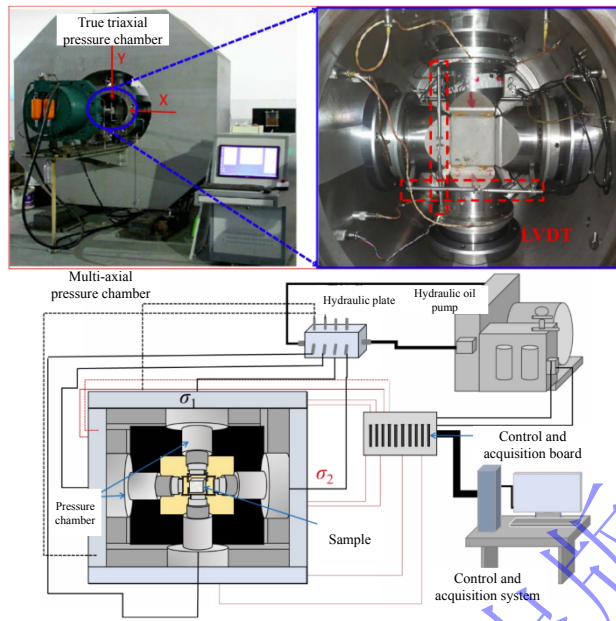 True triaxial
pressure chamber
Y
X
LVDT
Multi-axial
pressure chamber
Hydraulic plate
Hydraulic oil
pump
σ1
σ2
Control and
acquisition board
Pressure
chamber
Sample
Control and
acquisition system